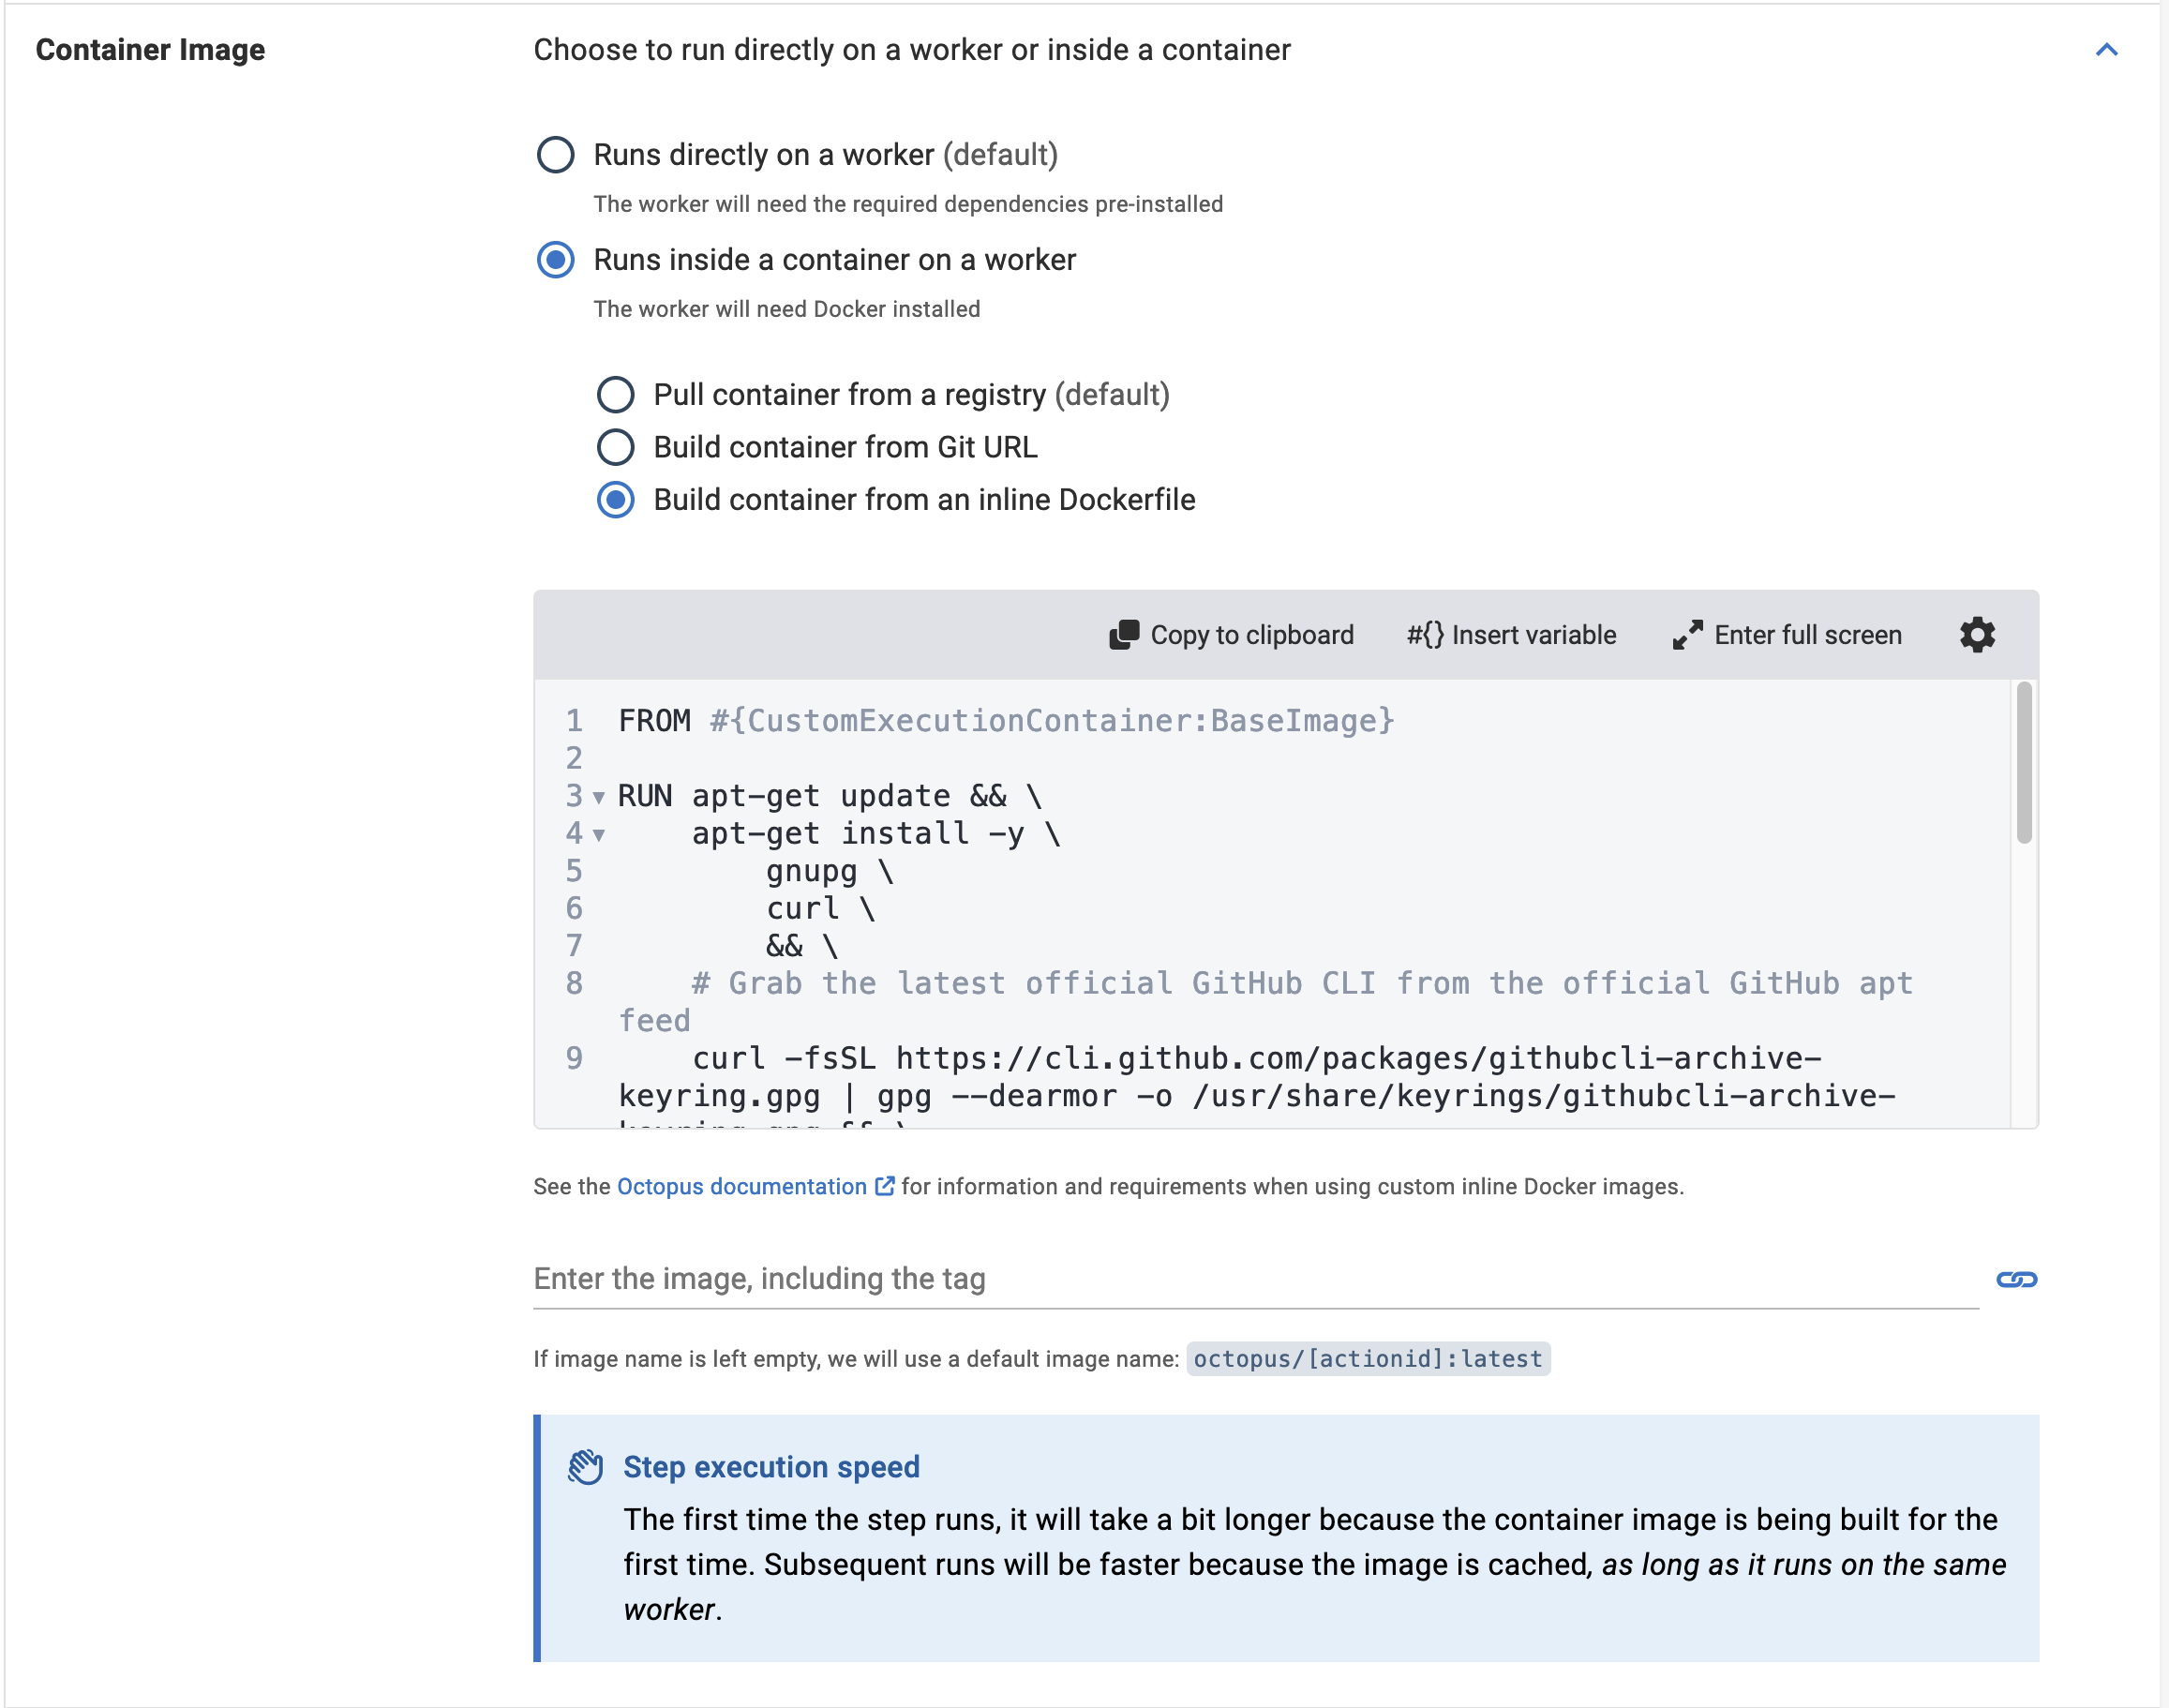 Container Image
Choose to run directly on a worker or inside a container
Runs directly on a worker (default)
The worker will need the required dependencies pre-installed
Runs inside a container on a worker
The worker will need Docker installed
Pull container from a registry (default)
Build container from Git URL
Build container from an inline Dockerfile
Copy to clipboard #{} Insert variable Enter full screen
1 FROM #{CustomExecutionContainer:BaseImage}
2
3 RUN apt-get update && \
4 apt-get install -y \
5 gnupg \
6 curl \
7 && \
8 # Grab the latest official GitHub CLI from the official GitHub apt
feed
9 curl -fsSL https://cli.github.com/packages/githubcli-archive-
keyring.gpg | gpg --dearmor -o /usr/share/keyrings/githubcli-archive-
keyring.gpg && \
See the Octopus documentation for information and requirements when using custom inline Docker images.
Enter the image, including the tag
If image name is left empty, we will use a default image name: octopus/[actionid]:latest
Step execution speed
The first time the step runs, it will take a bit longer because the container image is being built for the
first time. Subsequent runs will be faster because the image is cached, as long as it runs on the same
worker.